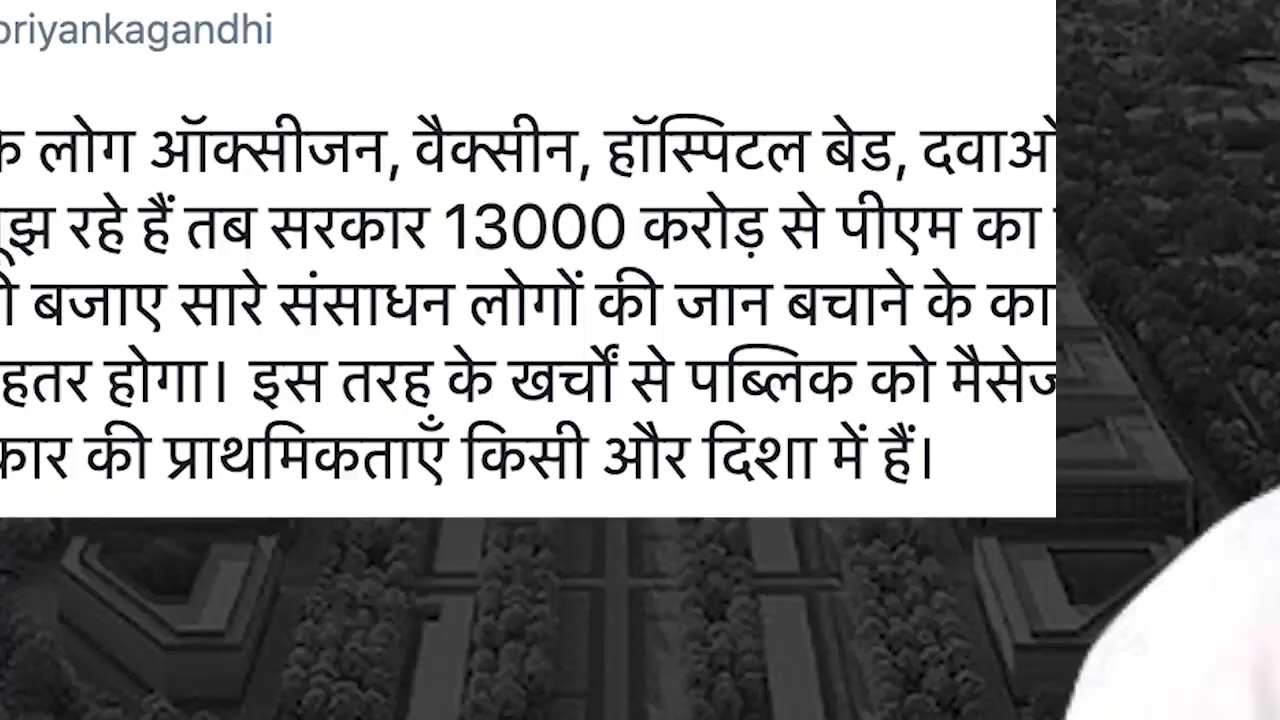 priyankagandhi
के लोग ऑक्सीजन, वैक्सीन, हॉस्पिटल बेड, दवाओं
रहे हैं तब सरकार 13000 करोड़ से पीएम का
बजाए सारे संसाधन लोगों की जान बचाने के का
हतर होगा। इस तरह के खर्चों से पब्लिक को मैसेज
कार की प्राथमिकताएँ किसी और दिशा में हैं।